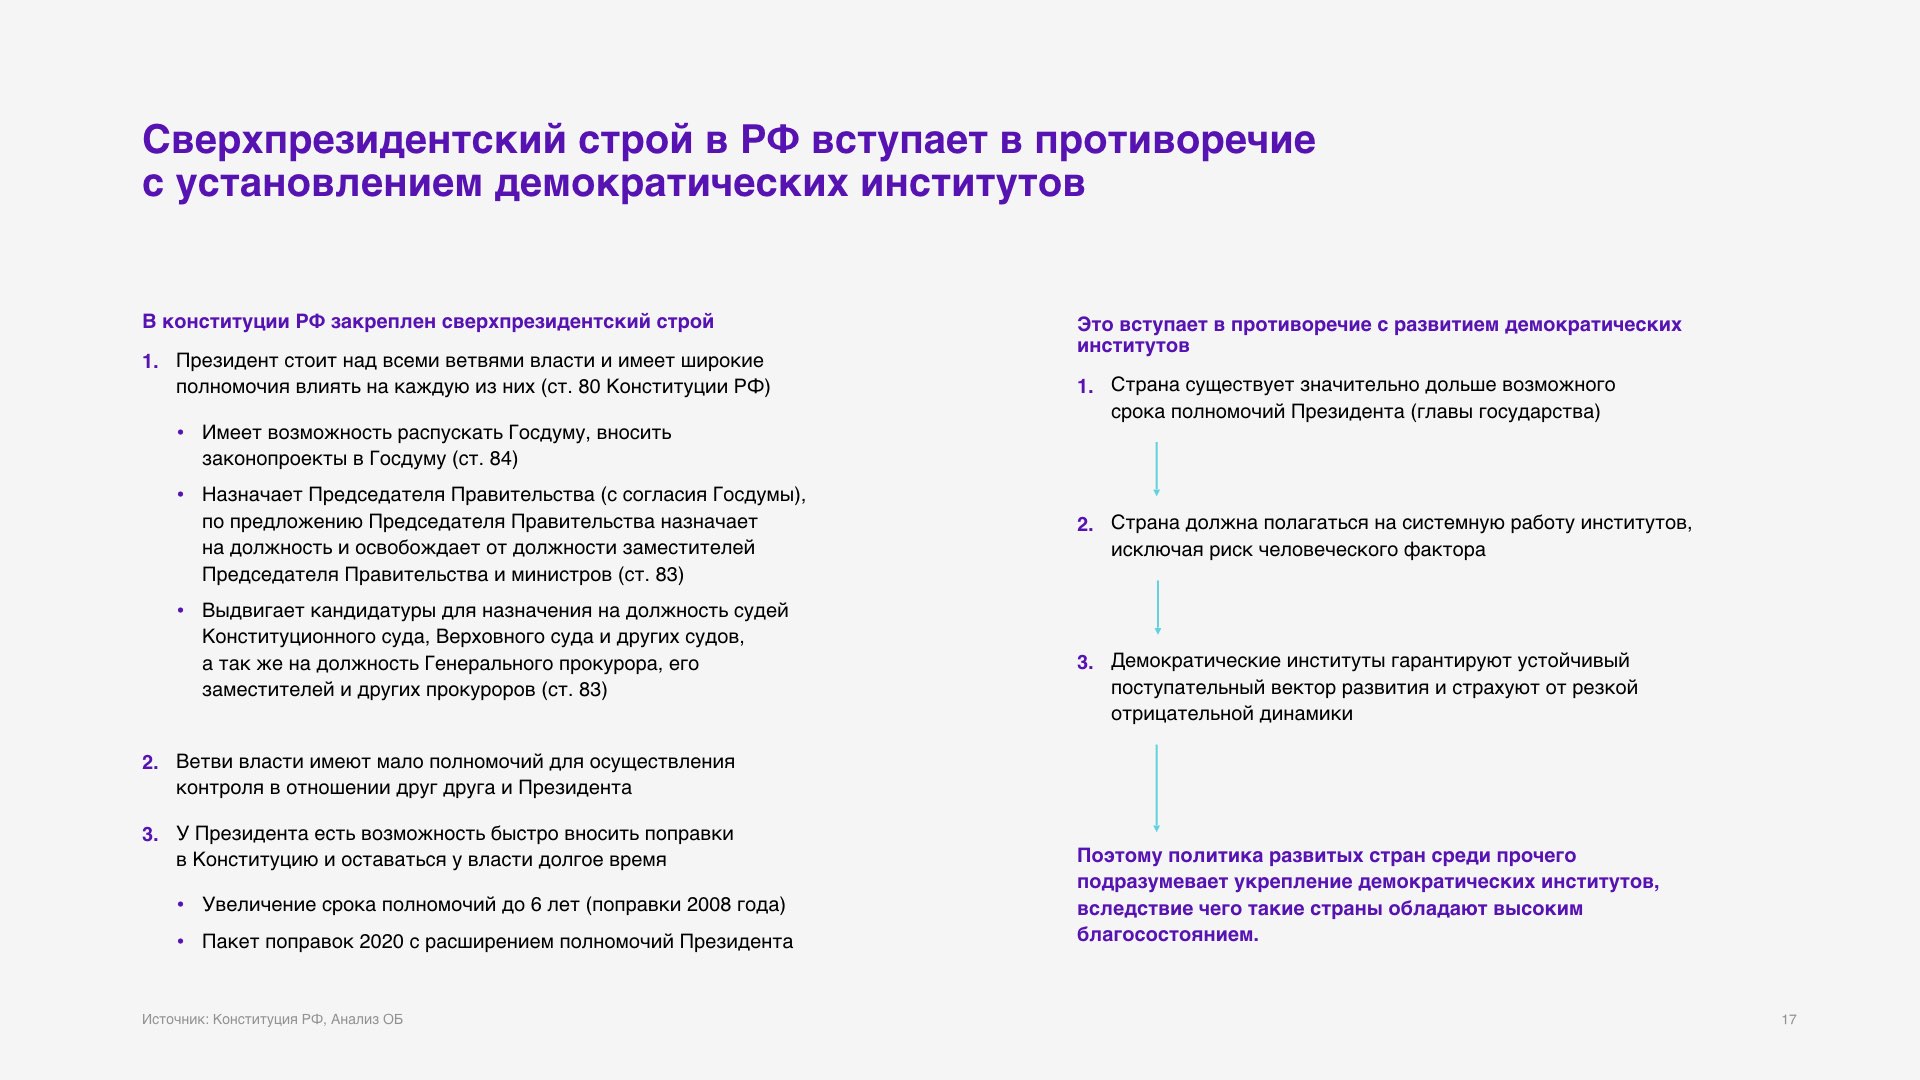 Сверхпрезидентский строй в РФ вступает в противоречие
с установлением демократических институтов
В конституции РФ закреплен сверхпрезидентский строй
1. Президент стоит над всеми ветвями власти и имеет широкие
полномочия влиять на каждую из них (ст. 80 Конституции РФ)
• Имеет возможность распускать Госдуму, вносить
законопроекты в Госдуму (ст. 84)
• Назначает Председателя Правительства (с согласия Госдумы),
по предложению Председателя Правительства назначает
на должность и освобождает от должности заместителей
Председателя Правительства и министров (ст. 83)
• Выдвигает кандидатуры для назначения на должность судей
Конституционного суда, Верховного суда и других судов,
а так же на должность Генерального прокурора, его
заместителей и других прокуроров (ст. 83)
2. Ветви власти имеют мало полномочий для осуществления
контроля в отношении друг друга и Президента
3. У Президента есть возможность быстро вносить поправки
в Конституцию и оставаться у власти долгое время
• Увеличение срока полномочий до 6 лет (поправки 2008 года)
• Пакет поправок 2020 с расширением полномочий Президента
Это вступает в противоречие с развитием демократических
институтов
1. Страна существует значительно дольше возможного
срока полномочий Президента (главы государства)
2. Страна должна полагаться на системную работу институтов,
исключая риск человеческого фактора
3. Демократические институты гарантируют устойчивый
поступательный вектор развития и страхуют от резкой
отрицательной динамики
Поэтому политика развитых стран среди прочего
подразумевает укрепление демократических институтов,
вследствие чего такие страны обладают высоким
благосостоянием.
Источник: Конституция РФ, Анализ ОБ
17